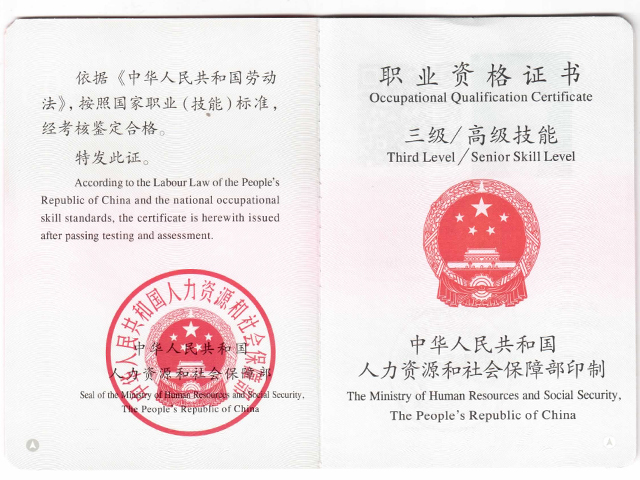 依据《中华人民共和国劳动
法》，按照国家职业（技能）标准，
经考核鉴定合格。
特发此证。
According to the Labour Law of the People's
Republic of China and the national occupational
skill standards, the certificate is herewith issued
after passing testing and assessment.
中华人民共和国人力资源和社会保障部
中华人民共和国
人力资源和社会保障部
Seal of the Ministry of Human Resources and Social Security,
The People's Republic of China
职业资格证书
Occupational Qualification Certificate
三级/高级技能
Third Level/Senior Skill Level
中华人民共和国
人力资源和社会保障部印制
The Ministry of Human Resources and Social Security,
The People's Republic of China